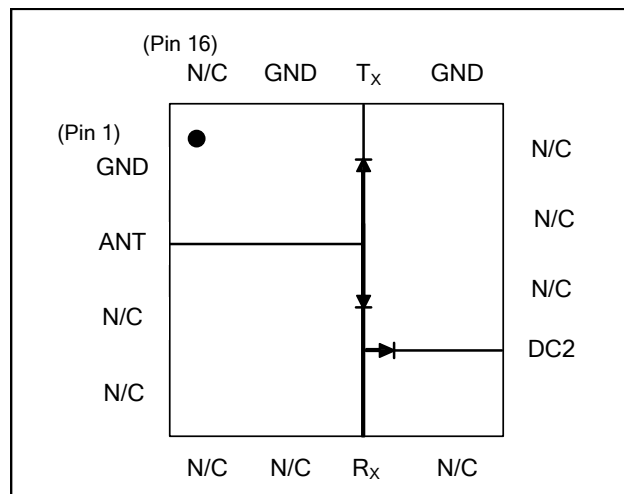 (Pin 16)
N/C GND TX GND
(Pin 1)
GND
N/C
ANT
N/C
N/C
N/C
DC2
N/C
N/C N/C RX N/C